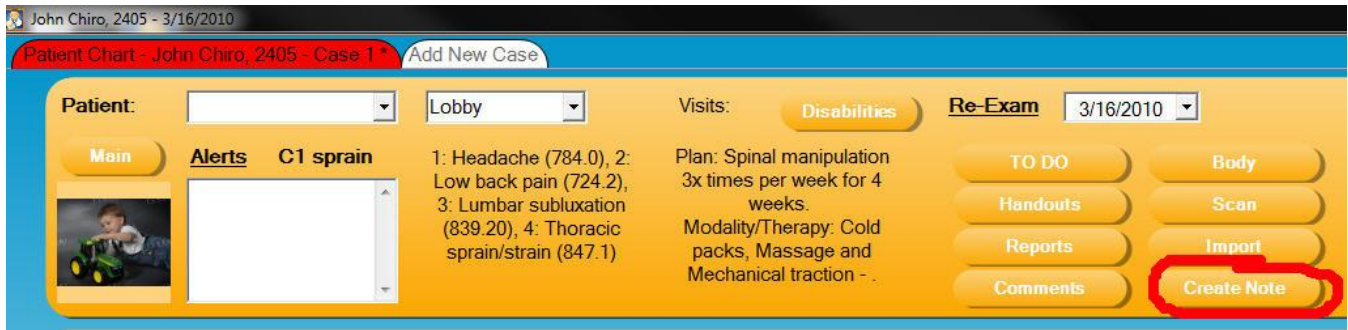 John Chiro, 2405 - 3/16/2010
Patient Chart - John Chiro, 2405 - Case 1 * Add New Case
Patient: Lobby Visits: Disabilities Re-Exam 3/16/2010
Main Alerts C1 sprain
1: Headache (784.0), 2:
Low back pain (724.2),
3: Lumbar subluxation
(839.20), 4: Thoracic
sprain/strain (847.1)
Plan: Spinal manipulation
3x times per week for 4
weeks.
Modality/Therapy: Cold
packs, Massage and
Mechanical traction - .
TO DO Body
Handouts Scan
Reports Import
Comments Create Note